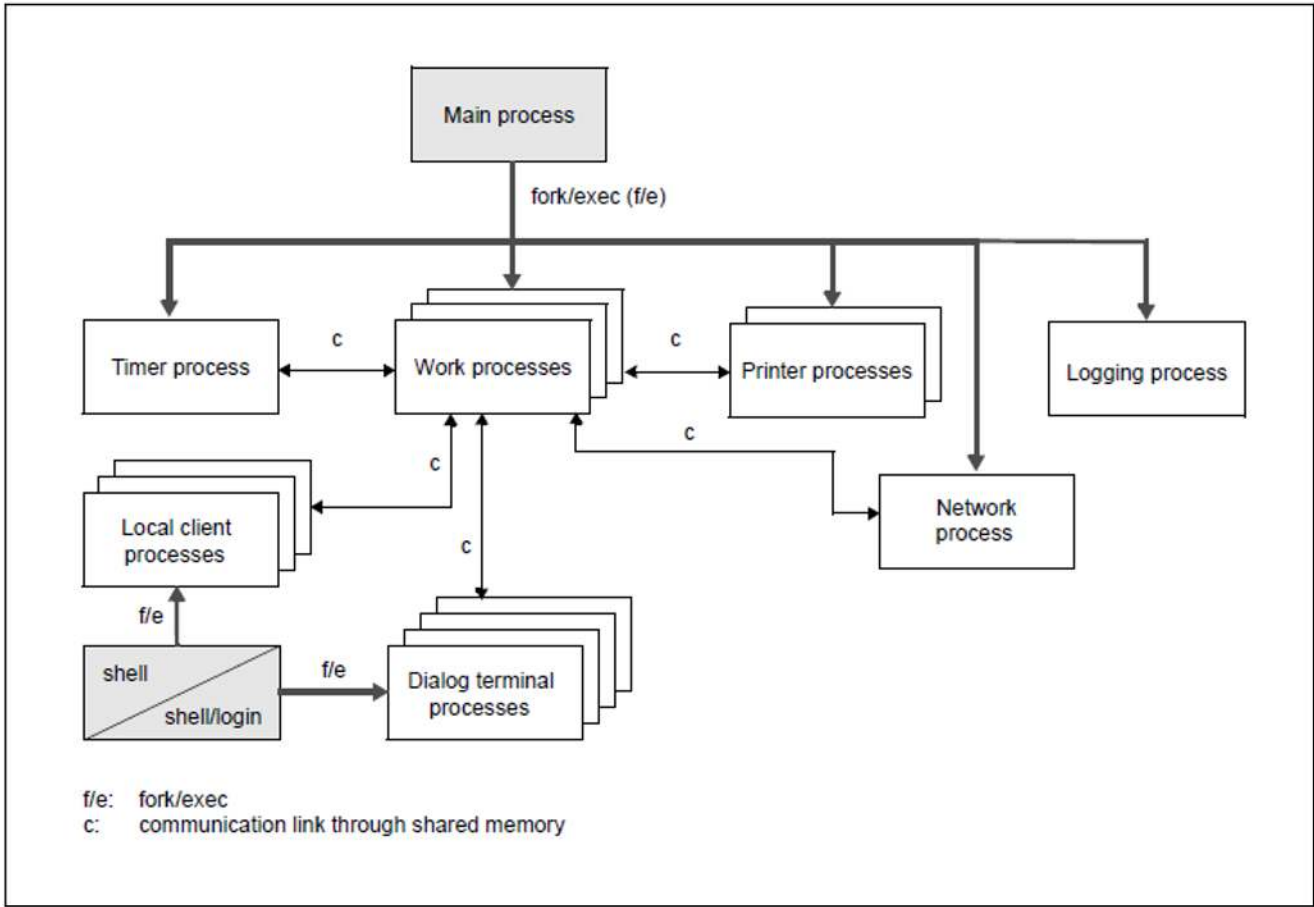 Main process
fork/exec (f/e)
c
c
Timer process
Work processes
Printer processes
Logging process
c
c
Local client
processes
Network
process
c
f/e
shell
shell/login
f/e
Dialog terminal
processes
f/e: fork/exec
c: communication link through shared memory